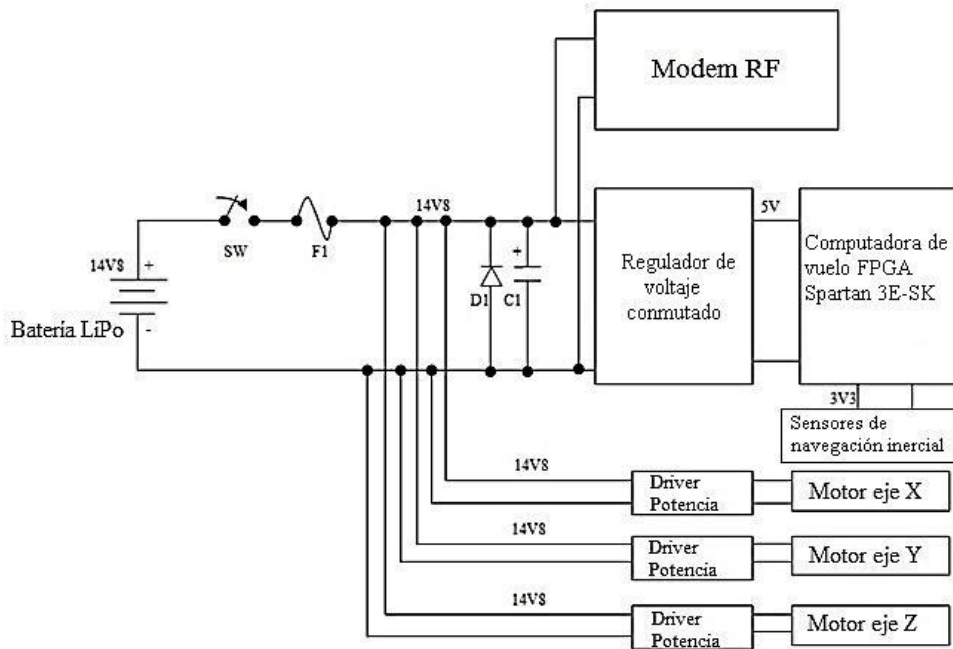 Modem RF
14V8
SW
F1
14V8
+
-
Batería LiPo
D1
+
C1
Regulador de
voltaje
conmutado
5V
Computadora de
vuelo FPGA
Spartan 3E-SK
3V3
Sensores de
navegación inercial
14V8
Driver
Potencia
Motor eje X
14V8
Driver
Potencia
Motor eje Y
14V8
Driver
Potencia
Motor eje Z